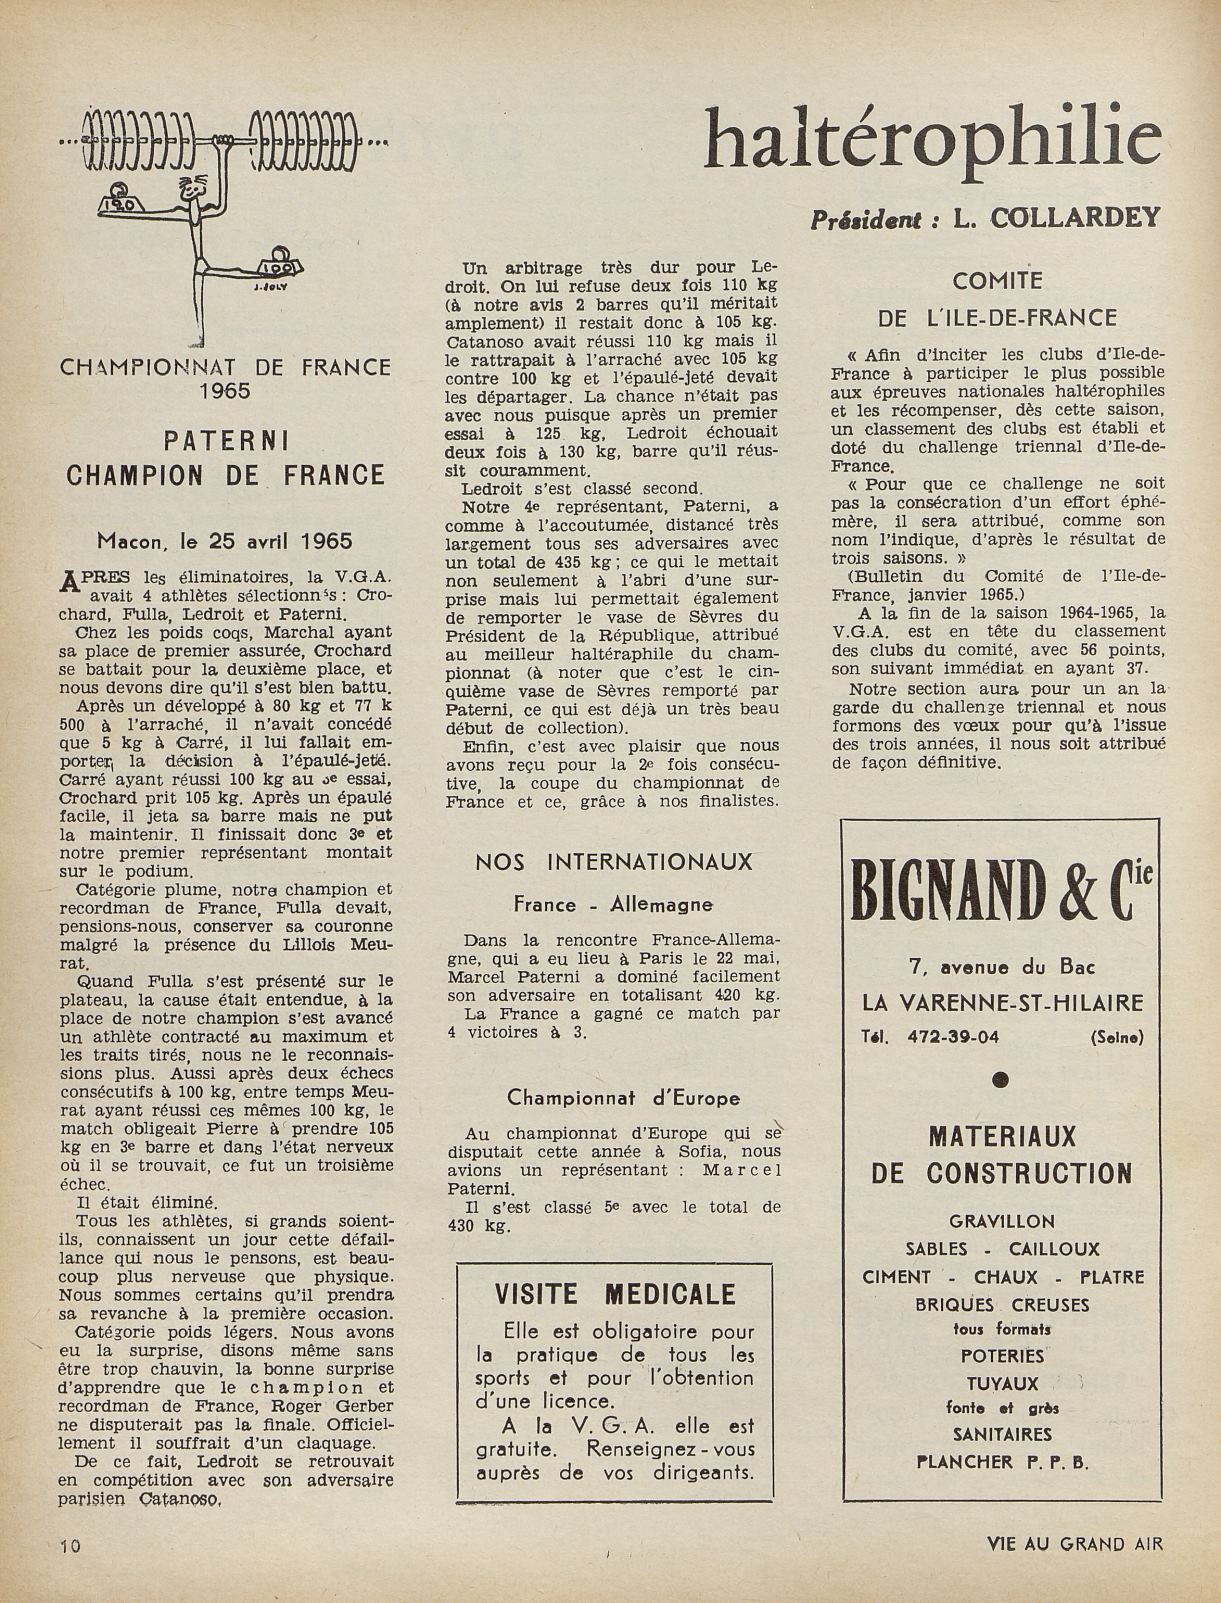 haltérophilie
Président : L. COLLARDEY
120
100
J. JOLY
CHAMPIONNAT DE FRANCE
1965
PATERNI
CHAMPION DE FRANCE
Macon, le 25 avril 1965
APRES les éliminatoires, la V.G.A.
avait 4 athlètes sélectionnés : Cro-
chard, Fulla, Ledroit et Paterni.
Chez les poids coqs, Marchal ayant
sa place de premier assurée, Crochard
se battait pour la deuxième place, et
nous devons dire qu'il s'est bien battu.
Après un développé à 80 kg et 77 k
500 à l'arraché, il n'avait concédé
que 5 kg à Carré, il lui fallait em-
porter la décision à l'épaulé-jeté.
Carré ayant réussi 100 kg au 3e essai,
Crochard prit 105 kg. Après un épaulé
facile, il jeta sa barre mais ne put
la maintenir. Il finissait donc 3e et
notre premier représentant montait
sur le podium.
Catégorie plume, notre champion et
recordman de France, Fulla devait,
pensions-nous, conserver sa couronne
malgré la présence du Lillois Meu-
rat.
Quand Fulla s'est présenté sur le
plateau, la cause était entendue, à la
place de notre champion s'est avancé
un athlète contracté au maximum et
les traits tirés, nous ne le reconnais-
sions plus. Aussi après deux échecs
consécutifs à 100 kg, entre temps Meu-
rat ayant réussi ces mêmes 100 kg, le
match obligeait Pierre à prendre 105
kg en 3e barre et dans l'état nerveux
où il se trouvait, ce fut un troisième
échec.
Il était éliminé.
Tous les athlètes, si grands soient-
ils, connaissent un jour cette défail-
lance qui nous le pensons, est beau-
coup plus nerveuse que physique.
Nous sommes certains qu'il prendra
sa revanche à la première occasion.
Catégorie poids légers. Nous avons
eu la surprise, disons même sans
être trop chauvin, la bonne surprise
d'apprendre que le champion et
recordman de France, Roger Gerber
ne disputerait pas la finale. Officiel-
lement il souffrait d'un claquage.
De ce fait, Ledroit se retrouvait
en compétition avec son adversaire
parisien Catanoso.
Un arbitrage très dur pour Le-
droit. On lui refuse deux fois 110 kg
(à notre avis 2 barres qu'il méritait
amplement) il restait donc à 105 kg.
Catanoso avait réussi 110 kg mais il
le rattrapait à l'arraché avec 105 kg
contre 100 kg et l'épaulé-jeté devait
les départager. La chance n'était pas
avec nous puisque après un premier
essai à 125 kg, Ledroit échouait
deux fois à 130 kg, barre qu'il réus-
sit couramment.
Ledroit s'est classé second.
Notre 4e représentant, Paterni, a
comme à l'accoutumée, distancé très
largement tous ses adversaires avec
un total de 435 kg ; ce qui le mettait
non seulement à l'abri d'une sur-
prise mais lui permettait également
de remporter le vase de Sèvres du
Président de la République, attribué
au meilleur haltéraphile du cham-
pionnat (à noter que c'est le cin-
quième vase de Sèvres remporté par
Paterni, ce qui est déjà un très beau
début de collection).
Enfin, c'est avec plaisir que nous
avons reçu pour la 2e fois consécu-
tive, la coupe du championnat de
France et ce, grâce à nos finalistes.
NOS INTERNATIONAUX
France - Allemagne
Dans la rencontre France-Allema-
gne, qui a eu lieu à Paris le 22 mai,
Marcel Paterni a dominé facilement
son adversaire en totalisant 420 kg.
La France a gagné ce match par
4 victoires à 3.
Championnat d'Europe
Au championnat d'Europe qui se
disputait cette année à Sofia, nous
avions un représentant : Marcel
Paterni.
Il s'est classé 5e avec le total de
430 kg.
VISITE MEDICALE
Elle est obligatoire pour
la pratique de tous les
sports et pour l'obtention
d'une licence.
A la V. G. A. elle est
gratuite. Renseignez-vous
auprès de vos dirigeants.
COMITE
DE L'ILE-DE-FRANCE
« Afin d'inciter les clubs d'Ile-de-
France à participer le plus possible
aux épreuves nationales haltérophiles
et les récompenser, dès cette saison,
un classement des clubs est établi et
doté du challenge triennal d'Ile-de-
France.
« Pour que ce challenge ne soit
pas la consécration d'un effort éphé-
mère, il sera attribué, comme son
nom l'indique, d'après le résultat de
trois saisons. »
(Bulletin du Comité de l'Ile-de-
France, janvier 1965.)
A la fin de la saison 1964-1965, la
V.G.A. est en tête du classement
des clubs du comité, avec 56 points,
son suivant immédiat en ayant 37.
Notre section aura pour un an la
garde du challenge triennal et nous
formons des vœux pour qu'à l'issue
des trois années, il nous soit attribué
de façon définitive.
BIGNAND & Cie
7, avenue du Bac
LA VARENNE-ST-HILAIRE
Tél. 472-39-04 (Seine)
MATERIAUX
DE CONSTRUCTION
GRAVILLON
SABLES - CAILLOUX
CIMENT - CHAUX - PLATRE
BRIQUES CREUSES
tous formats
POTERIES
TUYAUX
fonte et grès
SANITAIRES
PLANCHER P. P. B.
10
VIE AU GRAND AIR